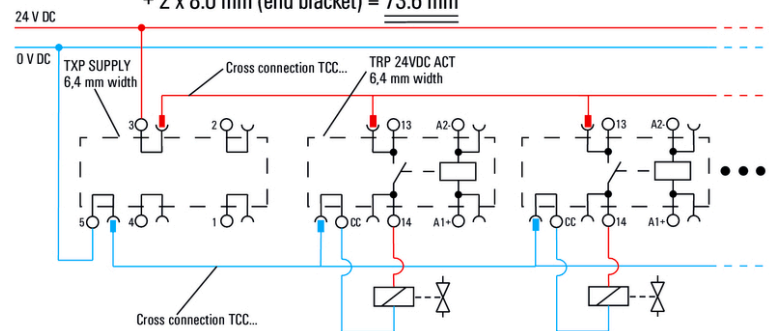 + 2 x 8.0 mm (end bracket) = 73.6 mm
24 V DC
0 V DC
TXP SUPPLY
6,4 mm width
Cross connection TCC...
TRP 24VDC ACT
6,4 mm width
3
2
13
A2-
13
A2-
5
4
1
CC
14
A1+
CC
14
A1+
Cross connection TCC...